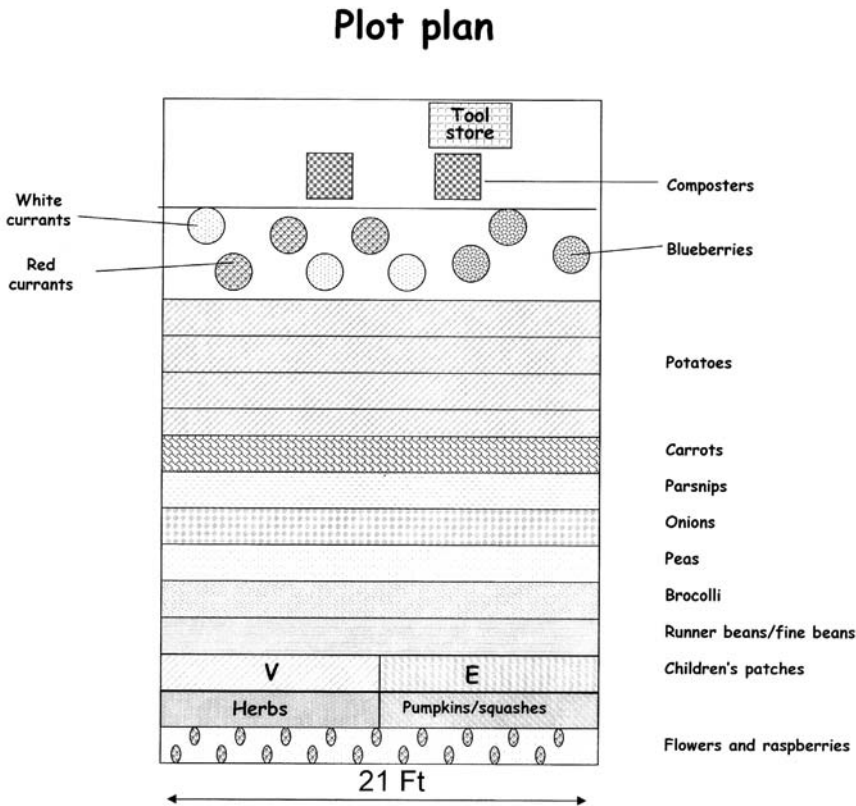 Plot plan
Tool
store
White
currants
Composters
Red
currants
Blueberries
Potatoes
Carrots
Parsnips
Onions
Peas
Brocolli
Runner beans/fine beans
V
E
Children's patches
Herbs
Pumpkins/squashes
Flowers and raspberries
21 Ft